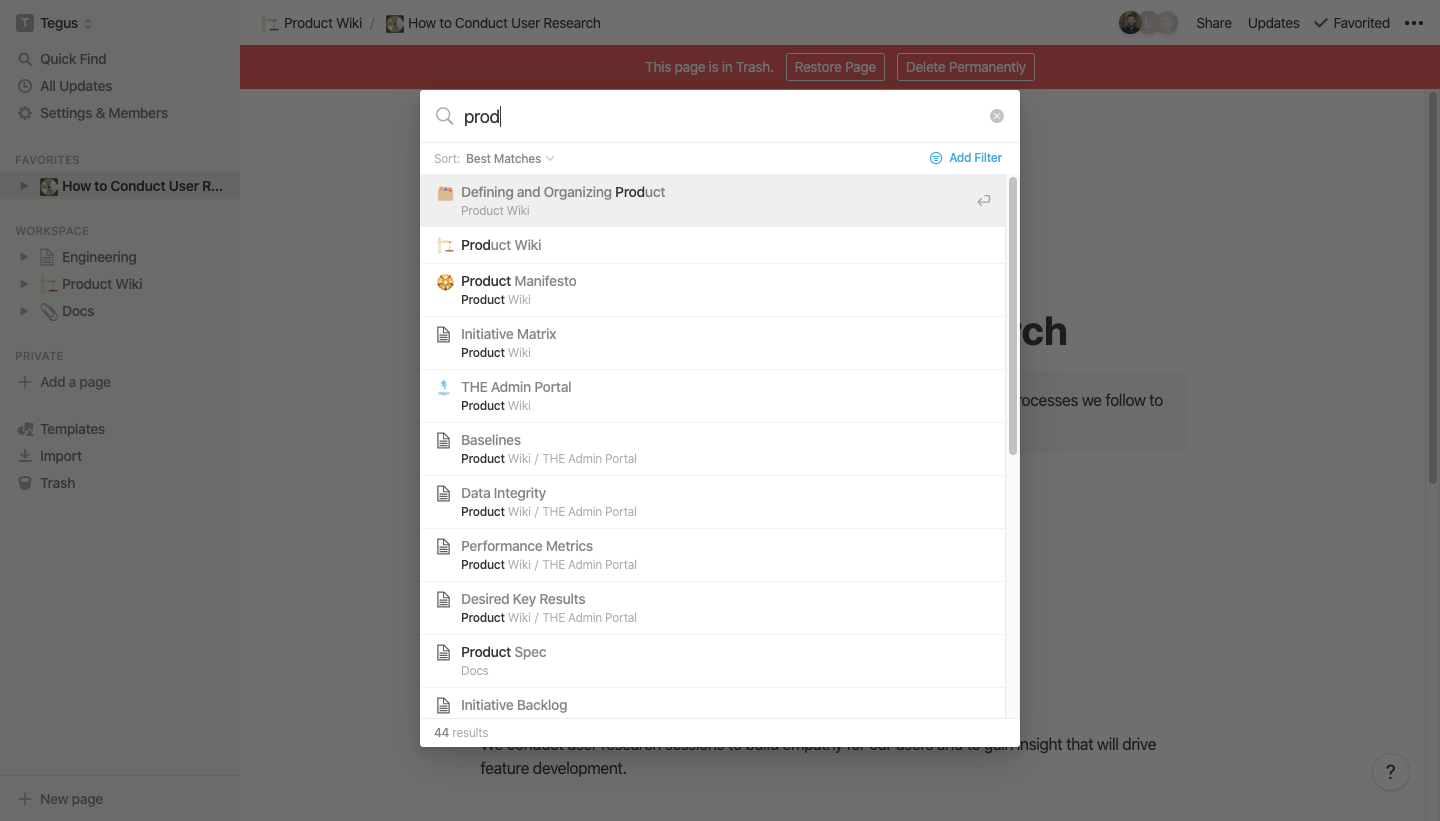 T Tegus
Product Wiki / How to Conduct User Research
Share Updates Favorited
Quick Find
All Updates
Settings & Members
FAVORITES
How to Conduct User R...
WORKSPACE
Engineering
Product Wiki
Docs
PRIVATE
Add a page
Templates
Import
Trash
New page
This page is in Trash. Restore Page Delete Permanently
prod
Sort: Best Matches Add Filter
Defining and Organizing Product
Product Wiki
Product Wiki
Product Manifesto
Product Wiki
Initiative Matrix
Product Wiki
THE Admin Portal
Product Wiki
Baselines
Product Wiki / THE Admin Portal
Data Integrity
Product Wiki / THE Admin Portal
Performance Metrics
Product Wiki / THE Admin Portal
Desired Key Results
Product Wiki / THE Admin Portal
Product Spec
Docs
Initiative Backlog
44 results
rch
rocesses we follow to
We conduct user research sessions to build empathy for our users and to gain insight that will drive
feature development.
?